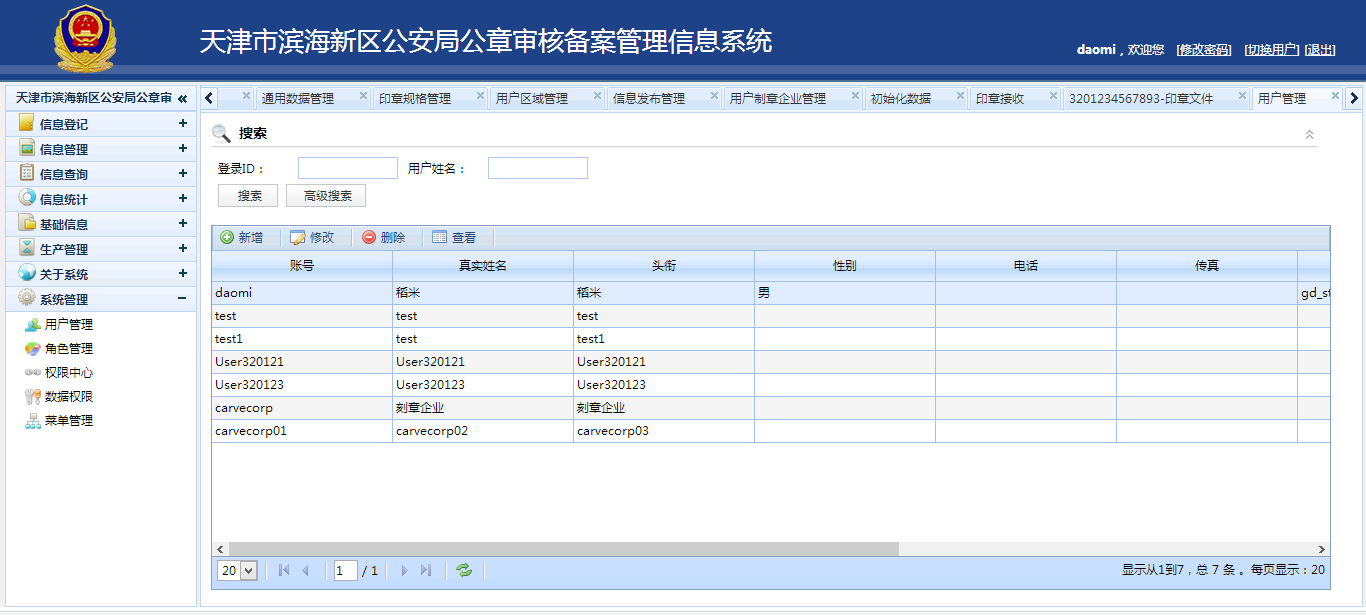 天津市滨海新区公安局公章审核备案管理信息系统
daomi，欢迎您 [修改密码] [切换用户] [退出]
天津市滨海新区公安局公章审
通用数据管理 印章规格管理 用户区域管理 信息发布管理 用户制章企业管理 初始化数据 印章接收 3201234567893-印章文件 用户管理
信息登记
信息管理
信息查询
信息统计
基础信息
生产管理
关于系统
系统管理
用户管理
角色管理
权限中心
数据权限
菜单管理
搜索
登录ID： 用户姓名：
搜索 高级搜索
新增 修改 删除 查看
账号 真实姓名 头衔 性别 电话 传真
daomi 稻米 稻米 男 gd_st
test test test
test1 test test1
User320121 User320121 User320121
User320123 User320123 User320123
carvecorp 刻章企业 刻章企业
carvecorp01 carvecorp02 carvecorp03
20 1 / 1 显示从1到7，总 7 条 。每页显示：20